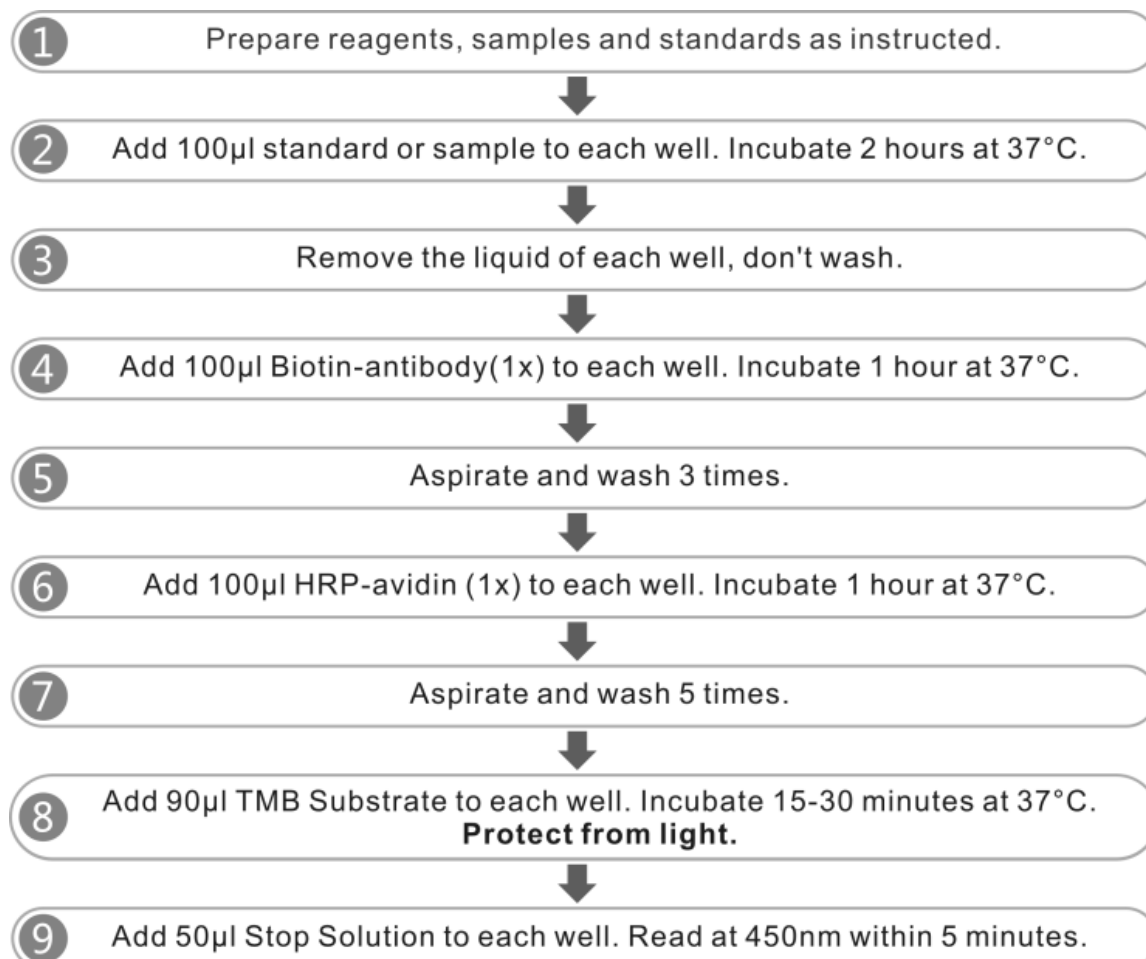 1 Prepare reagents, samples and standards as instructed.
2 Add 100μl standard or sample to each well. Incubate 2 hours at 37°C.
3 Remove the liquid of each well, don't wash.
4 Add 100μl Biotin-antibody(1x) to each well. Incubate 1 hour at 37°C.
5 Aspirate and wash 3 times.
6 Add 100μl HRP-avidin (1x) to each well. Incubate 1 hour at 37°C.
7 Aspirate and wash 5 times.
8 Add 90μl TMB Substrate to each well. Incubate 15-30 minutes at 37°C.
Protect from light.
9 Add 50μl Stop Solution to each well. Read at 450nm within 5 minutes.